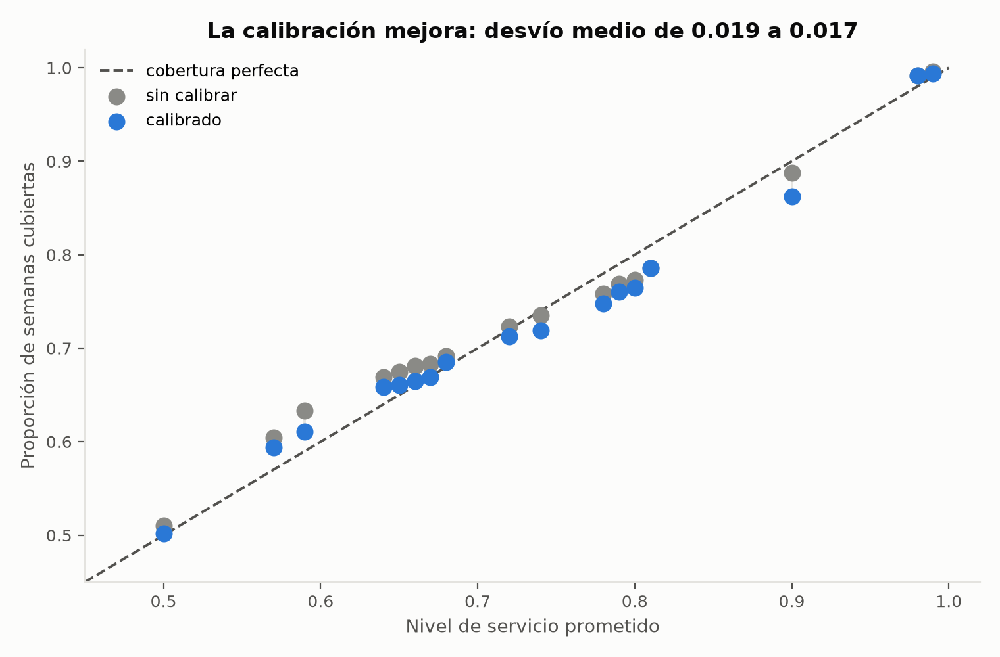 La calibración mejora: desvío medio de 0.019 a 0.017
cobertura perfecta
sin calibrar
calibrado
Proporción de semanas cubiertas
1.0
0.9
0.8
0.7
0.6
0.5
0.5 0.6 0.7 0.8 0.9 1.0
Nivel de servicio prometido